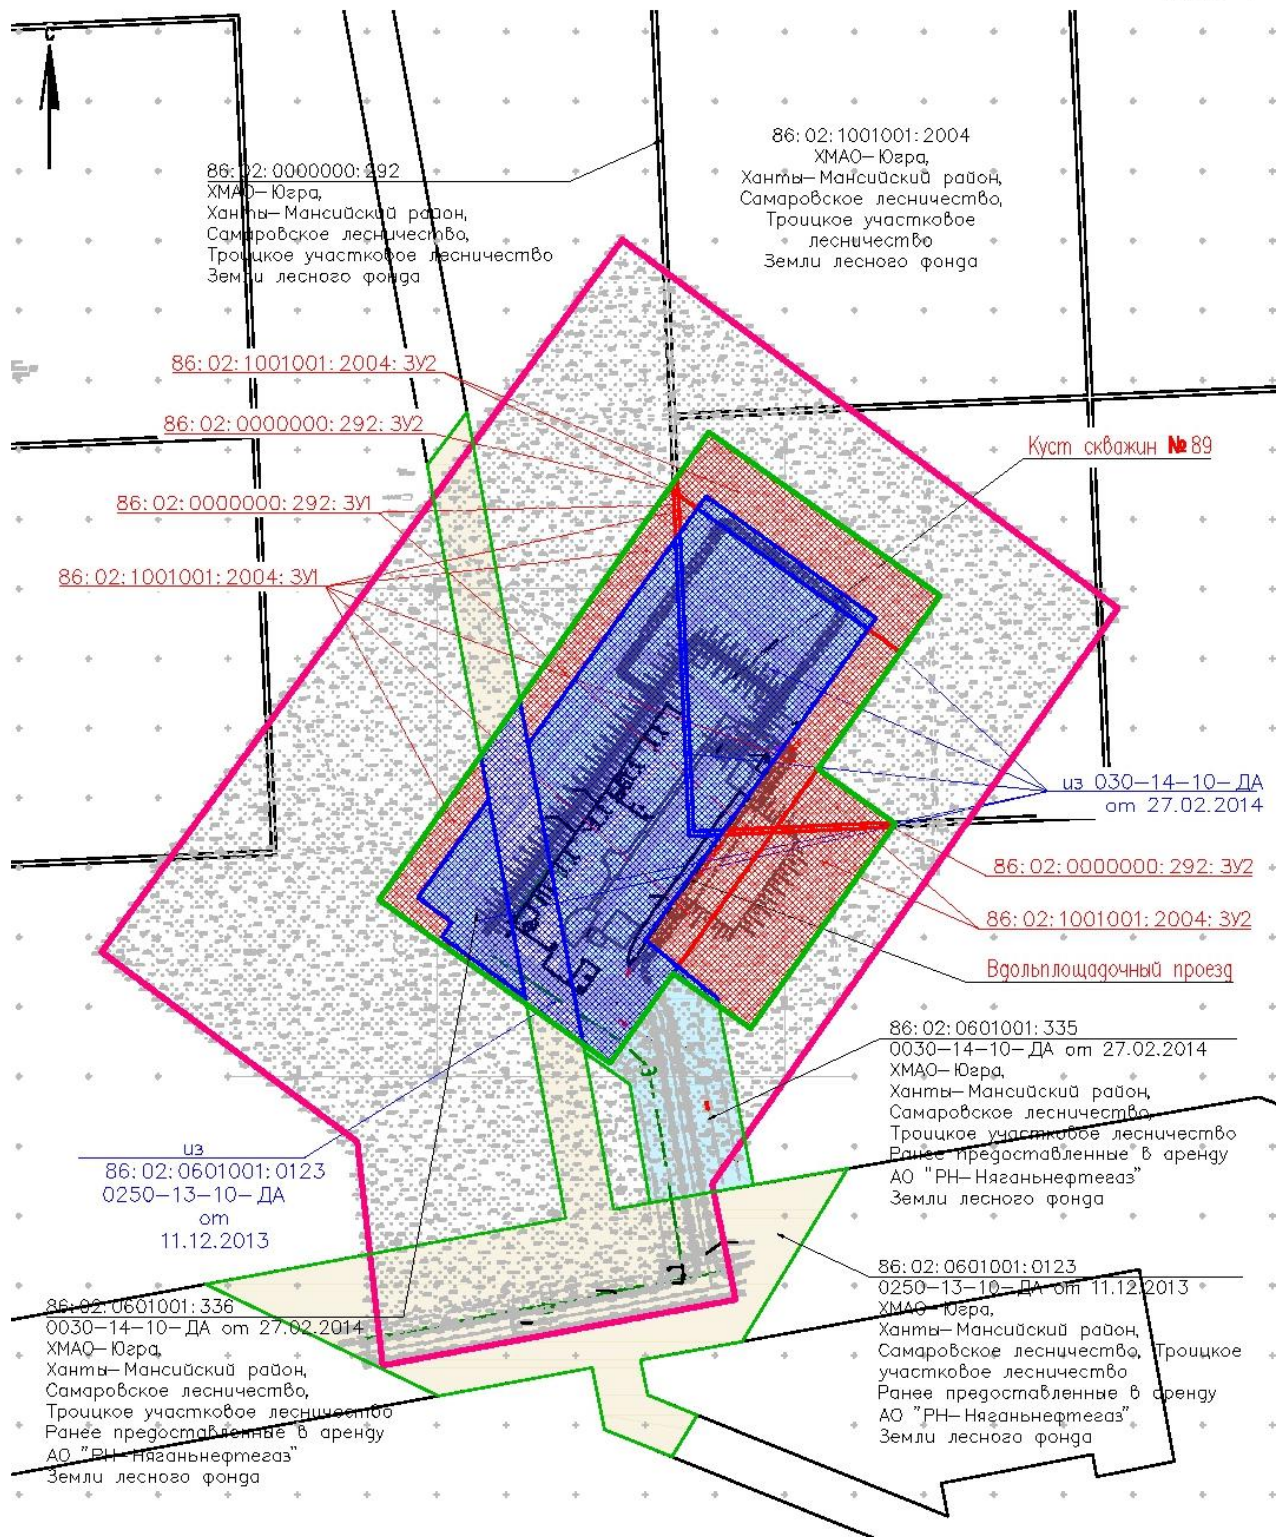 С
86:02:0000000:292
ХМАО-Югра,
Ханты-Мансийский район,
Самаровское лесничество,
Троицкое участковое лесничество
Земли лесного фонда
86:02:1001001:2004
ХМАО-Югра,
Ханты-Мансийский район,
Самаровское лесничество,
Троицкое участковое
лесничество
Земли лесного фонда
86:02:1001001:2004:ЗУ2
86:02:0000000:292:ЗУ2
86:02:0000000:292:ЗУ1
86:02:1001001:2004:ЗУ1
Куст скважин №89
из 030-14-10-ДА
от 27.02.2014
86:02:0000000:292:ЗУ2
86:02:1001001:2004:ЗУ2
Вдольплощадочный проезд
86:02:0601001:335
0030-14-10-ДА от 27.02.2014
ХМАО-Югра,
Ханты-Мансийский район,
Самаровское лесничество,
Троицкое участковое лесничество
Ранее предоставленные в аренду
АО "РН-Няганьнефтегаз"
Земли лесного фонда
из
86:02:0601001:0123
0250-13-10-ДА
от
11.12.2013
86:02:0601001:336
0030-14-10-ДА от 27.02.2014
ХМАО-Югра,
Ханты-Мансийский район,
Самаровское лесничество,
Троицкое участковое лесничество
Ранее предоставленные в аренду
АО "РН-Няганьнефтегаз"
Земли лесного фонда
86:02:0601001:0123
0250-13-10-ДА от 11.12.2013
ХМАО-Югра,
Ханты-Мансийский район,
Самаровское лесничество, Троицкое
участковое лесничество
Ранее предоставленные в аренду
АО "РН-Няганьнефтегаз"
Земли лесного фонда